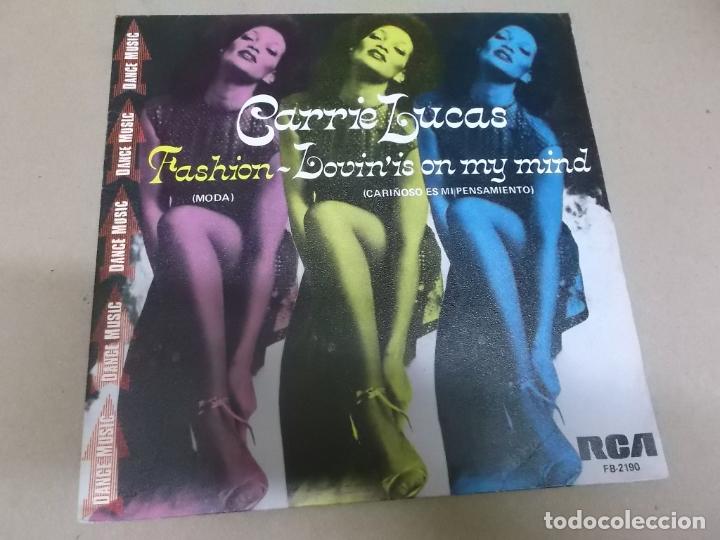 Carrie Lucas
Fashion - Lovin' is on my mind
(MODA)
(CARIÑOSO ES MI PENSAMIENTO)
DANCE MUSIC
DANCE MUSIC
DANCE MUSIC
DANCE MUSIC
DANCE MUSIC
RCA
FB-2190
todocoleccion